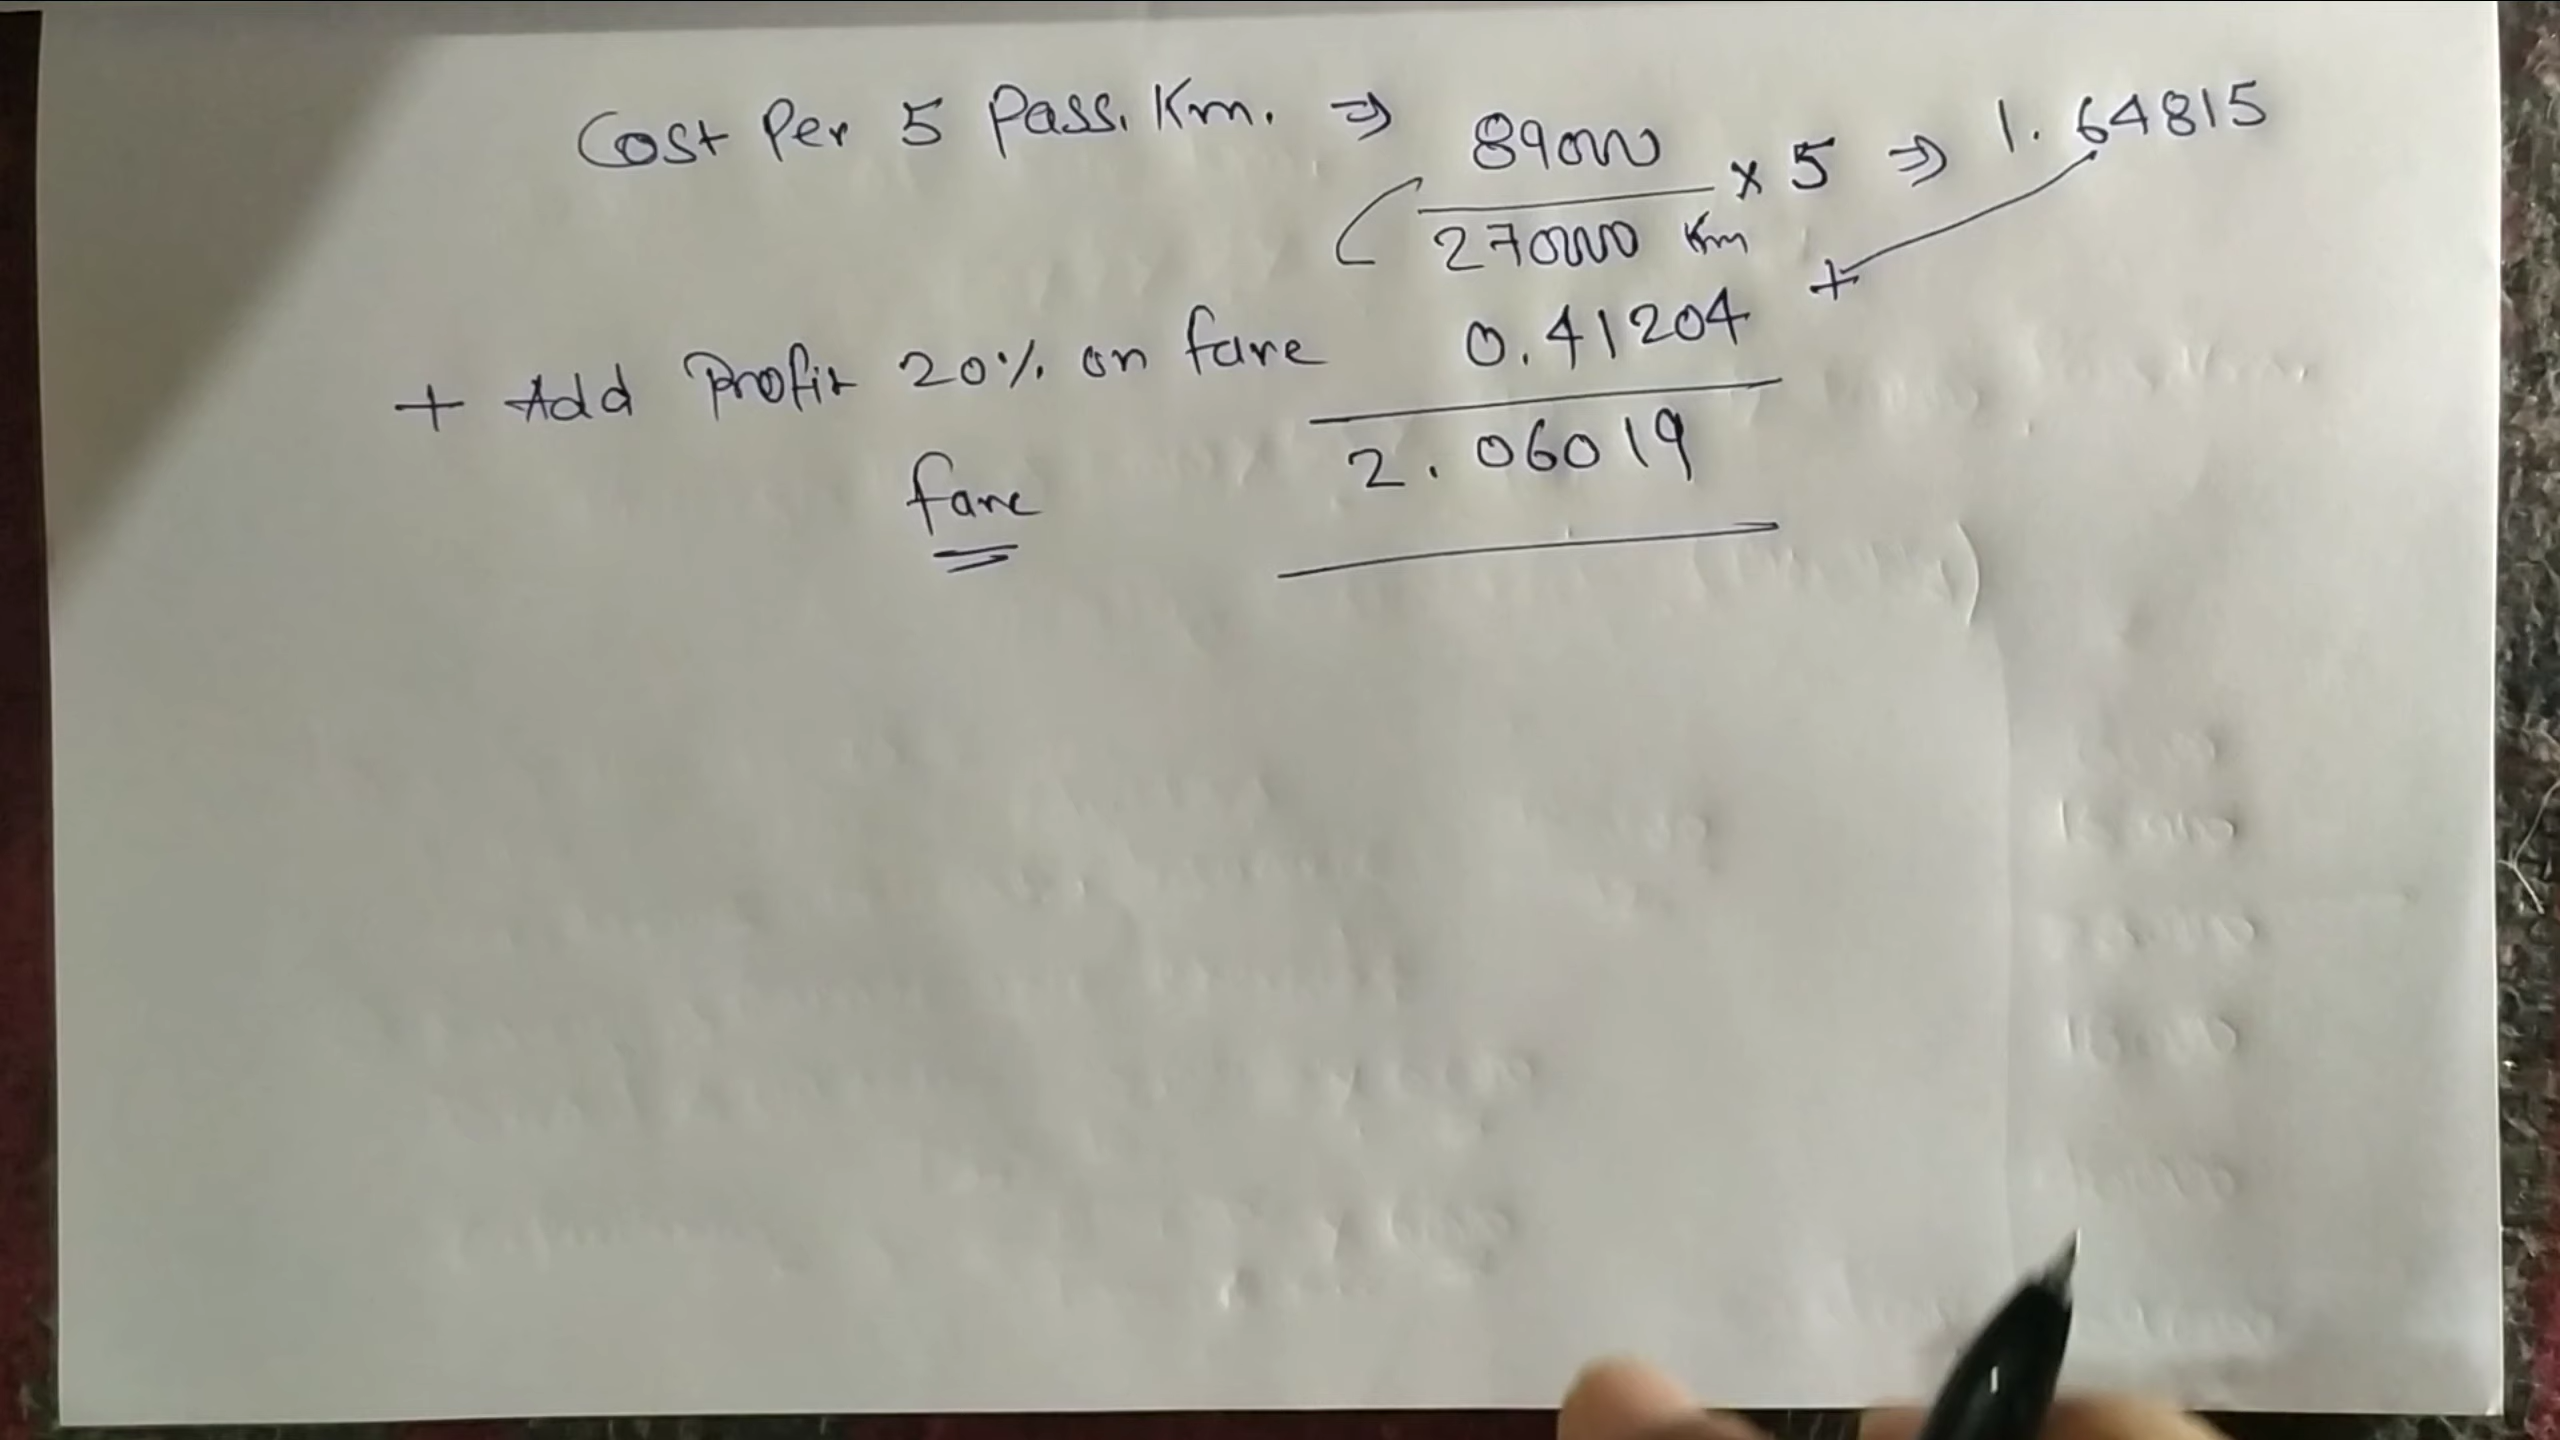 Cost Per 5 Pass. Km. ⇒ 89000 / 270000 Km × 5 ⇒ 1.64815
+ Add Profit 20% on fare 0.41204 +
fare 2.06019